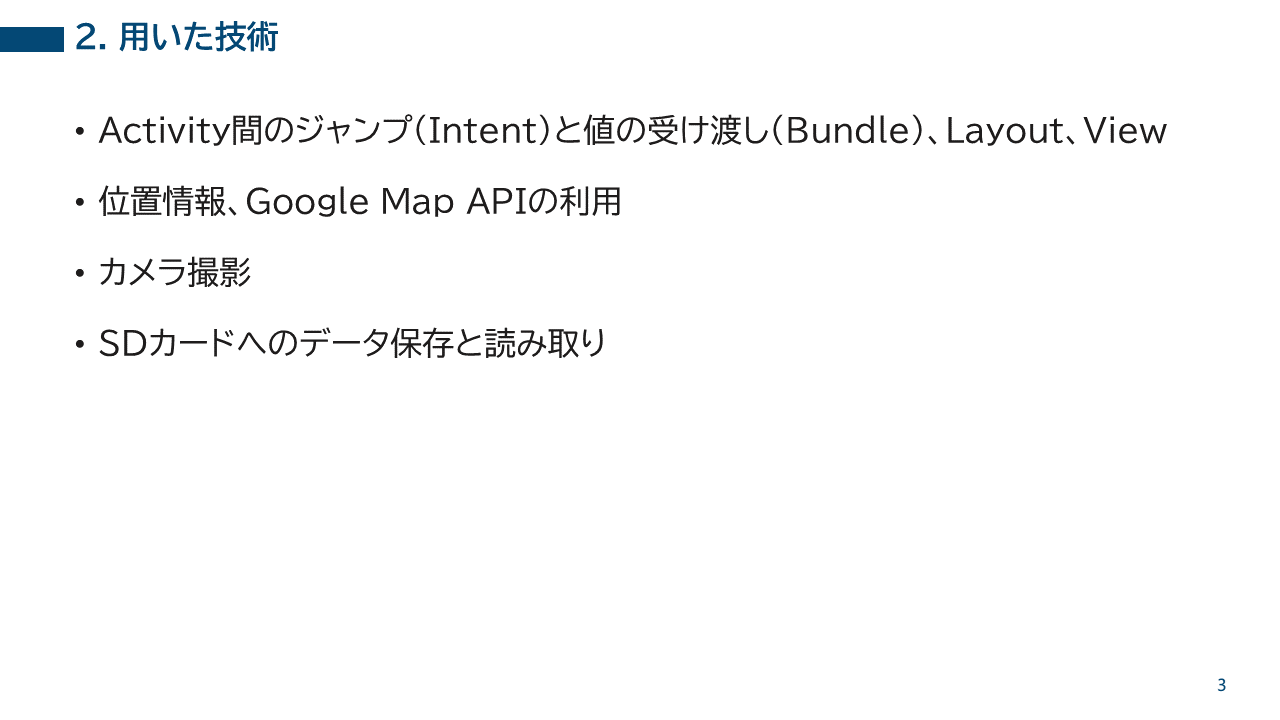 2. 用いた技術
• Activity間のジャンプ(Intent)と値の受け渡し(Bundle)、Layout、View
• 位置情報、Google Map APIの利用
• カメラ撮影
• SDカードへのデータ保存と読み取り
3